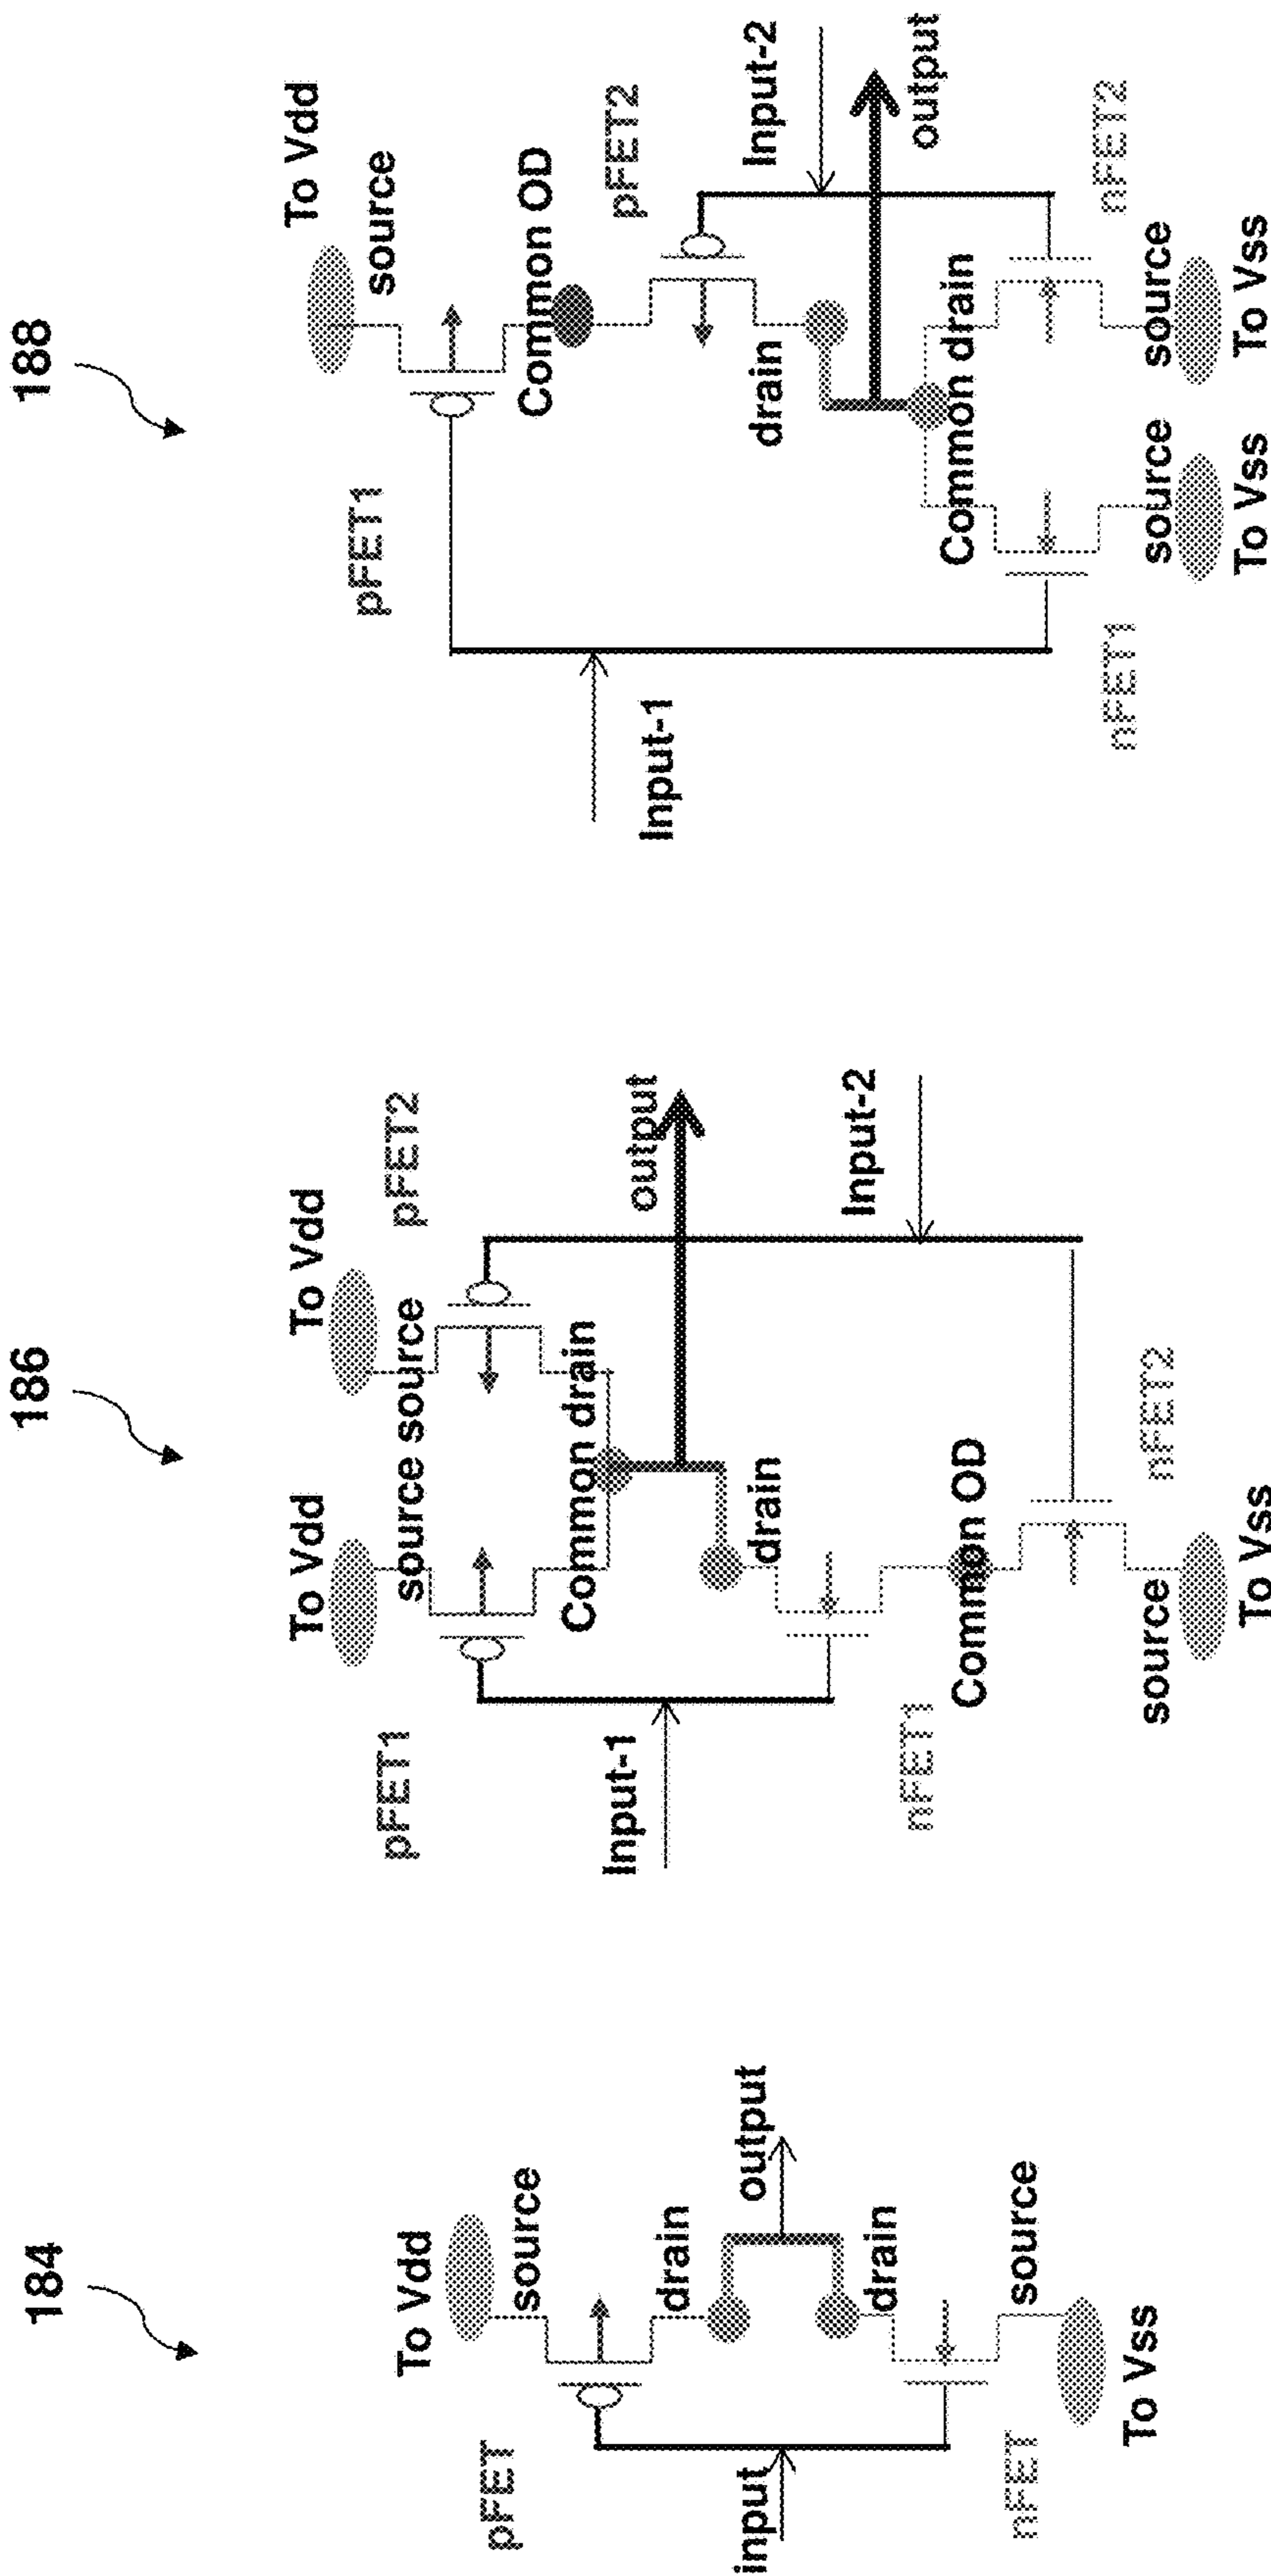 184
To Vdd
source
pFET
drain
input
output
drain
nFET
source
To Vss
186
To Vdd
To Vdd
source source
pFET1
pFET2
Common drain
Input-1
output
drain
nFET1
Input-2
Common OD
nFET2
source
To Vss
188
To Vdd
source
pFET1
Common OD
pFET2
Input-1
Input-2
drain
output
Common drain
nFET1
nFET2
source
source
To Vss
To Vss